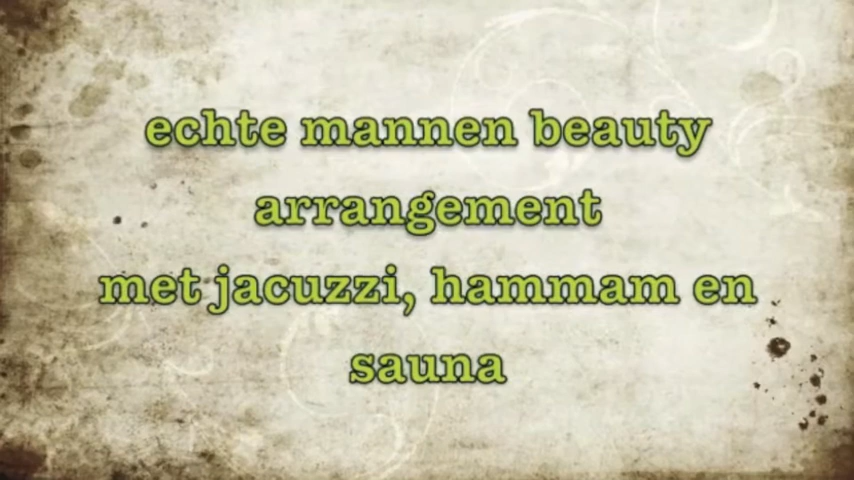 echte mannen beauty
arrangement
met jacuzzi, hammam en
sauna